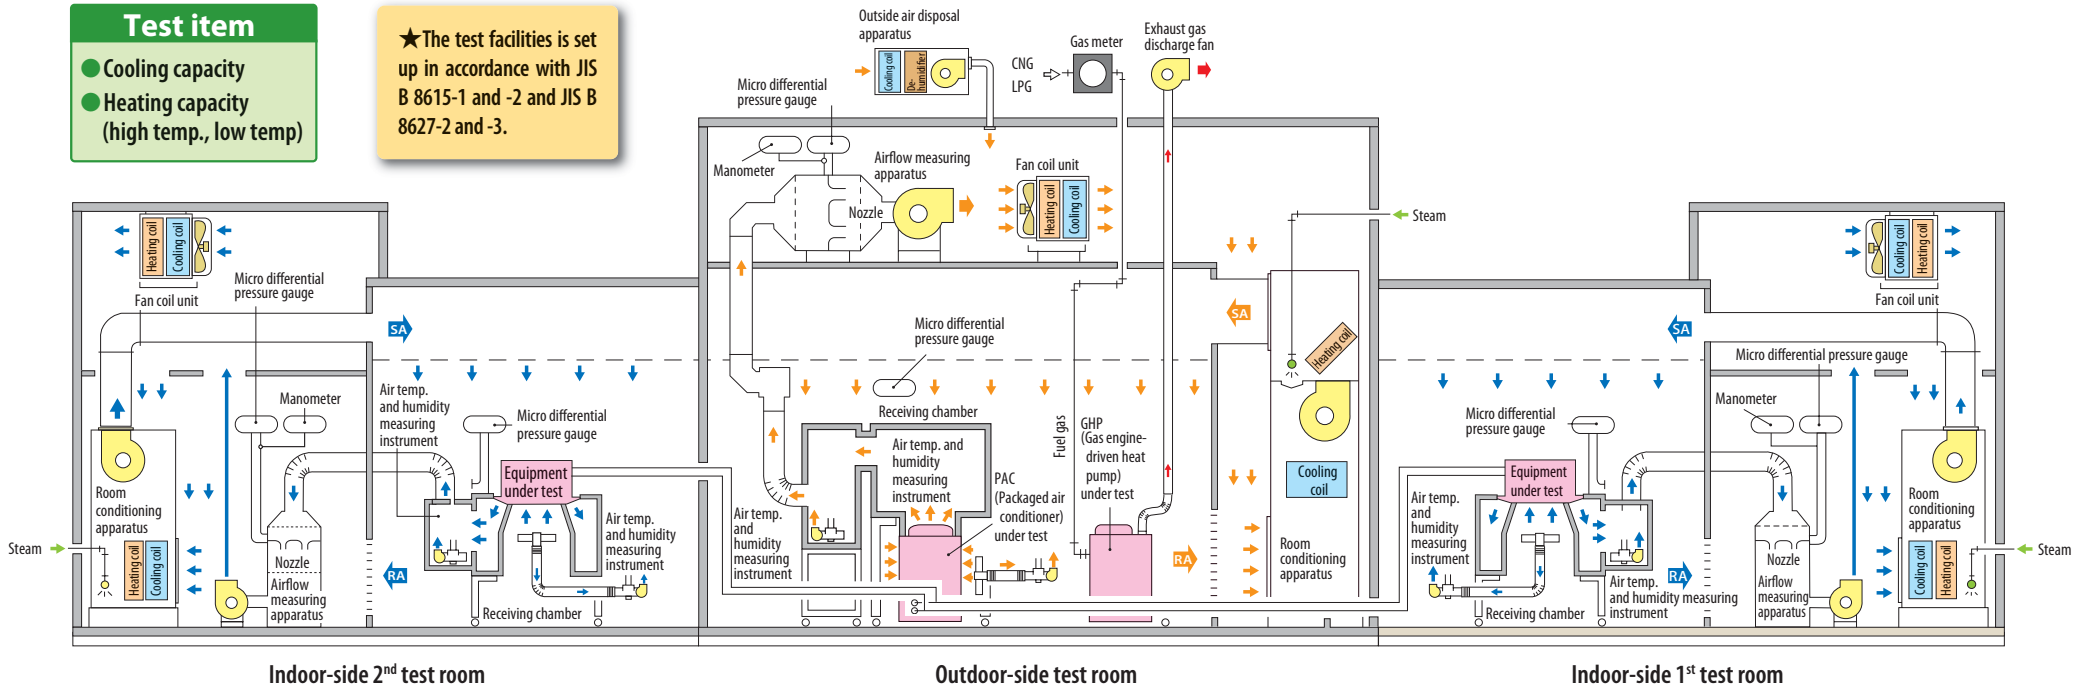 Test item
Cooling capacity
Heating capacity
(high temp., low temp)
★The test facilities is set
up in accordance with JIS
B 8615-1 and -2 and JIS B
8627-2 and -3.
Outside air disposal
apparatus
Cooling coil
De-
humidifier
CNG
LPG
Gas meter
Exhaust gas
discharge fan
Micro differential
pressure gauge
Manometer
Airflow measuring
apparatus
Nozzle
Fan coil unit
Heating coil
Cooling coil
Steam
Heating coil
Cooling coil
Fan coil unit
Micro differential
pressure gauge
SA
Manometer
Air temp.
and humidity
measuring
instrument
Micro differential
pressure gauge
Equipment
under test
Room
conditioning
apparatus
Steam
Heating coil
Cooling coil
Nozzle
Airflow
measuring
apparatus
RA
Receiving chamber
Air temp.
and humidity
measuring
instrument
Micro differential
pressure gauge
Receiving chamber
Air temp. and
humidity
measuring
instrument
Air temp.
and
humidity
measuring
instrument
PAC
(Packaged air
conditioner)
under test
Fuel gas
GHP
(Gas engine-
driven heat
pump)
under test
SA
Heating coil
Cooling
coil
RA
Room
conditioning
apparatus
Cooling coil
Heating coil
Fan coil unit
SA
Micro differential pressure gauge
Manometer
Micro differential
pressure gauge
Equipment
under test
Air temp.
and
humidity
measuring
instrument
Receiving chamber
Air temp.
and humidity measuring
instrument
RA
Nozzle
Airflow
measuring
apparatus
Room
conditioning
apparatus
Cooling coil
Heating coil
Steam
Indoor-side 2nd test room
Outdoor-side test room
Indoor-side 1st test room